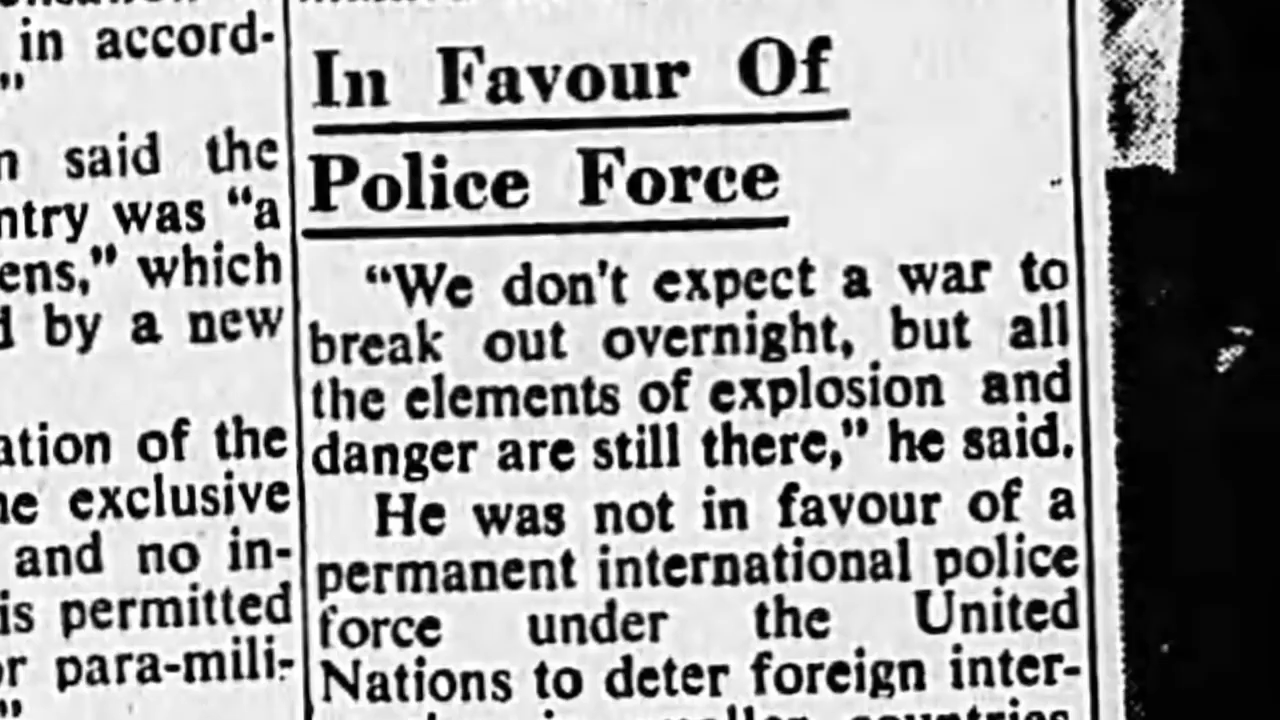 in accord-
”
said the
was “a
which
by a new
of the
exclusive
and no in-
is permitted
para-mili-
”
In Favour Of
Police Force
“We don't expect a war to
break out overnight, but all
the elements of explosion and
danger are still there,” he said.
He was not in favour of a
permanent international police
force under the United
Nations to deter foreign inter-
countries